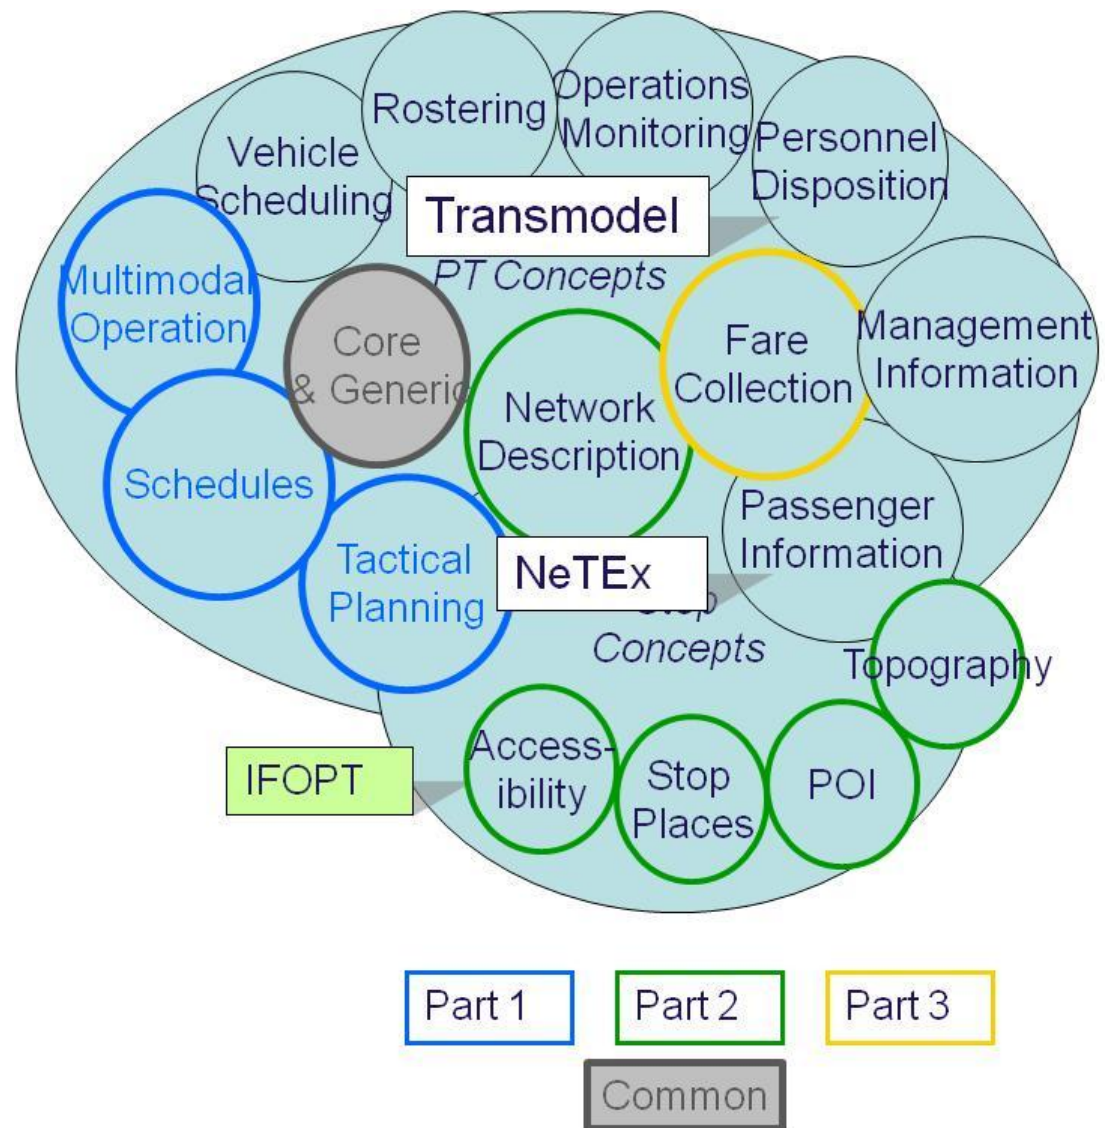 Rostering
Operations
Monitoring
Vehicle
Scheduling
Personnel
Disposition
Transmodel
PT Concepts
Multimodal
Operation
Core
& Generic
Fare
Collection
Management
Information
Network
Description
Schedules
Passenger
Information
Tactical
Planning
NeTEx
Stop
Concepts
Topography
Access-
ibility
Stop
Places
POI
IFOPT
Part 1
Part 2
Part 3
Common